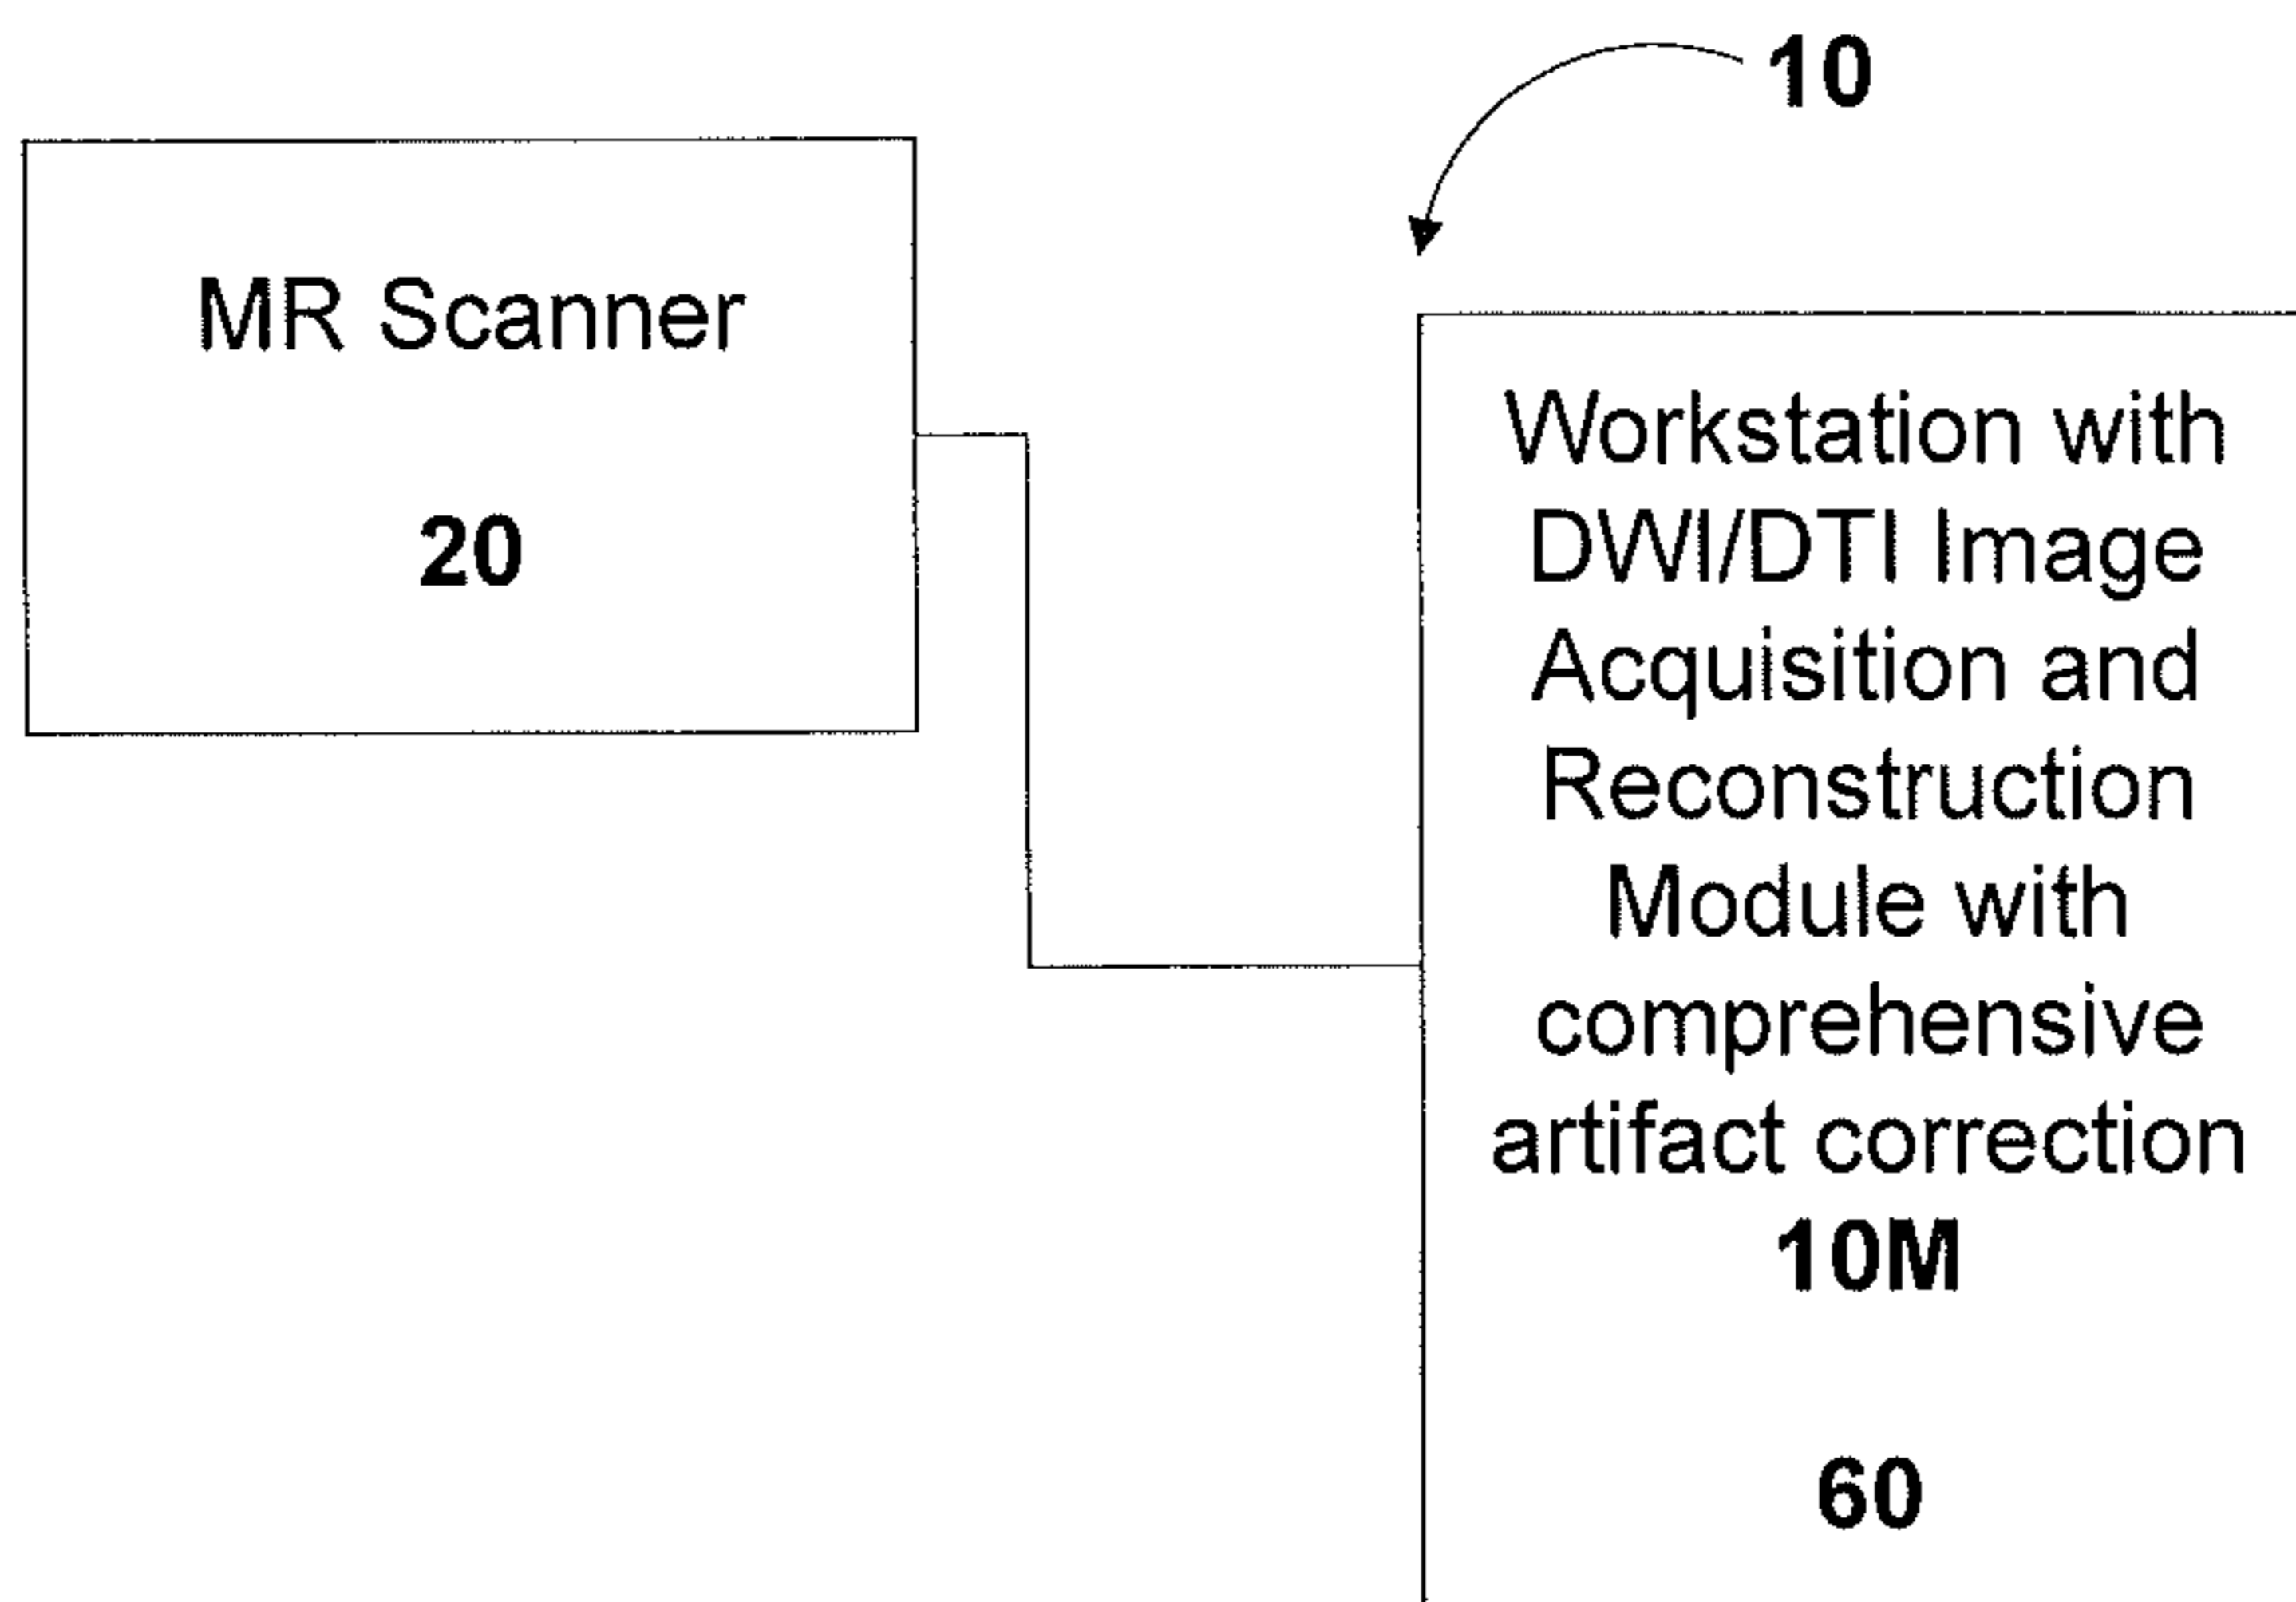 10
MR Scanner
20
Workstation with
DWI/DTI Image
Acquisition and
Reconstruction
Module with
comprehensive
artifact correction
10M
60